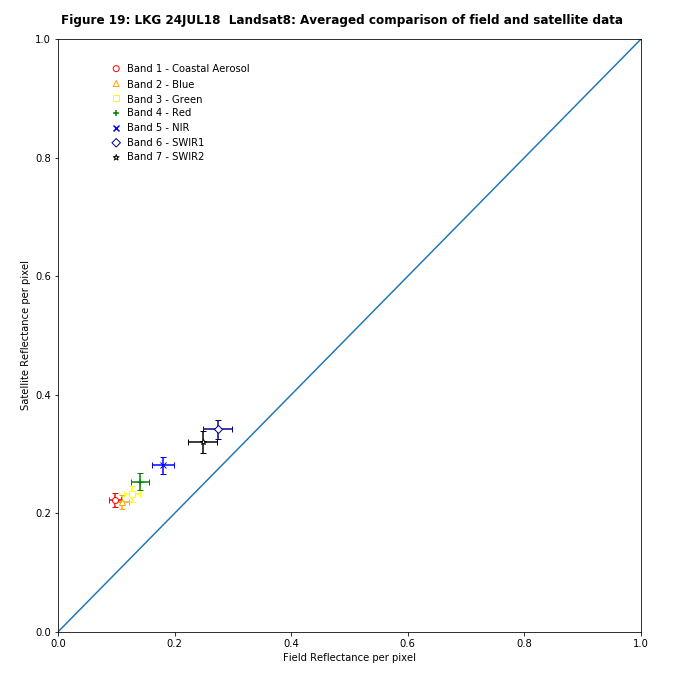 Figure 19: LKG 24JUL18  Landsat8: Averaged comparison of field and satellite data
1.0
Band 1 - Coastal Aerosol
Band 2 - Blue
Band 3 - Green
Band 4 - Red
Band 5 - NIR
Band 6 - SWIR1
Band 7 - SWIR2
0.8
0.6
Satellite Reflectance per pixel
0.4
0.2
0.0
0.0 0.2 0.4 0.6 0.8 1.0
Field Reflectance per pixel